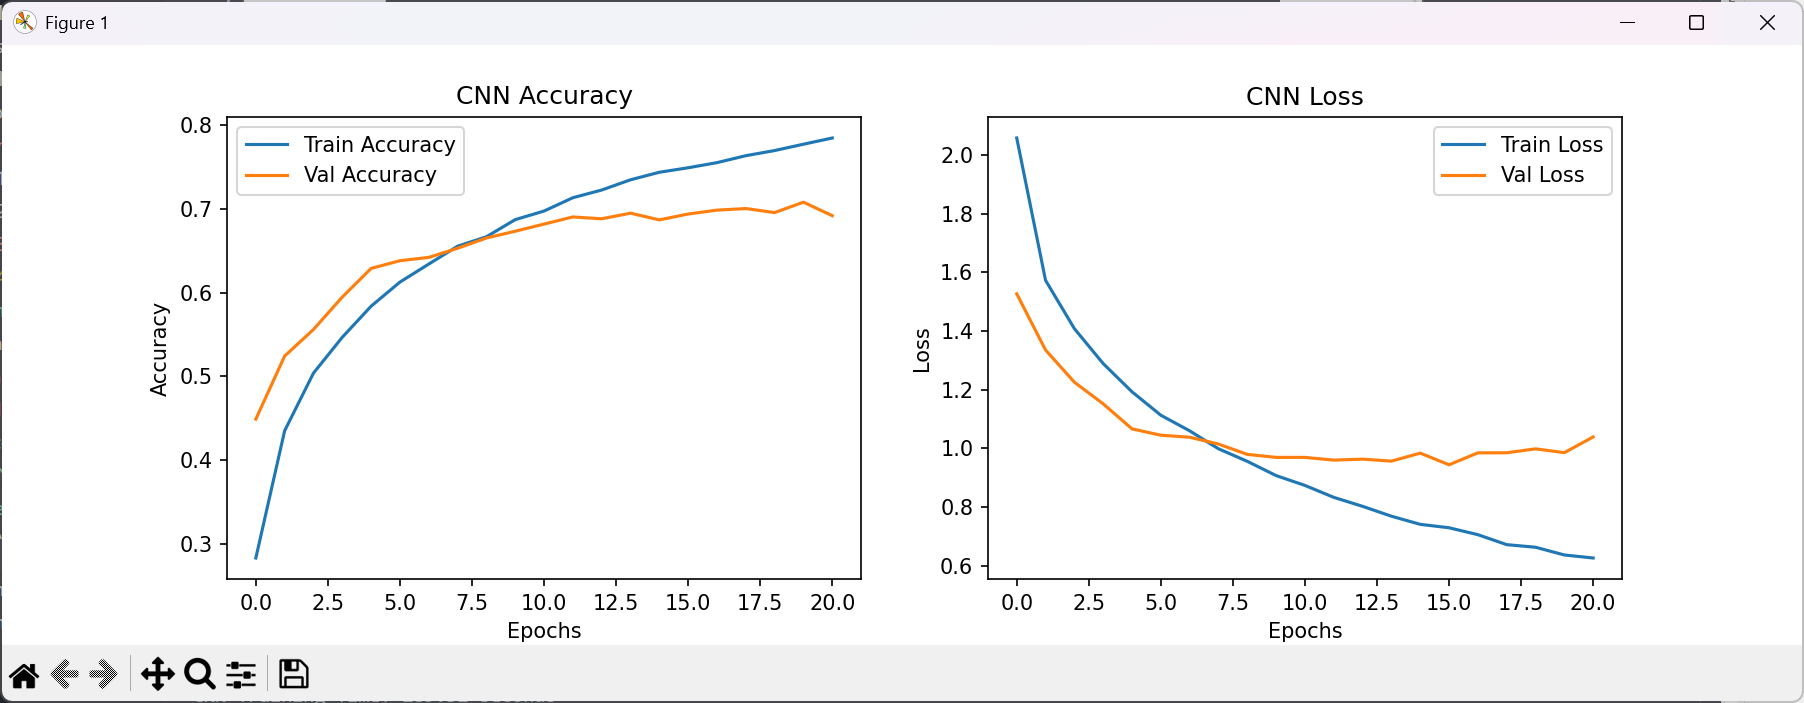 Figure 1
CNN Accuracy
Train Accuracy
Val Accuracy
0.8
0.7
0.6
0.5
0.4
0.3
Accuracy
0.0 2.5 5.0 7.5 10.0 12.5 15.0 17.5 20.0
Epochs
CNN Loss
Train Loss
Val Loss
2.0
1.8
1.6
1.4
1.2
1.0
0.8
0.6
Loss
0.0 2.5 5.0 7.5 10.0 12.5 15.0 17.5 20.0
Epochs